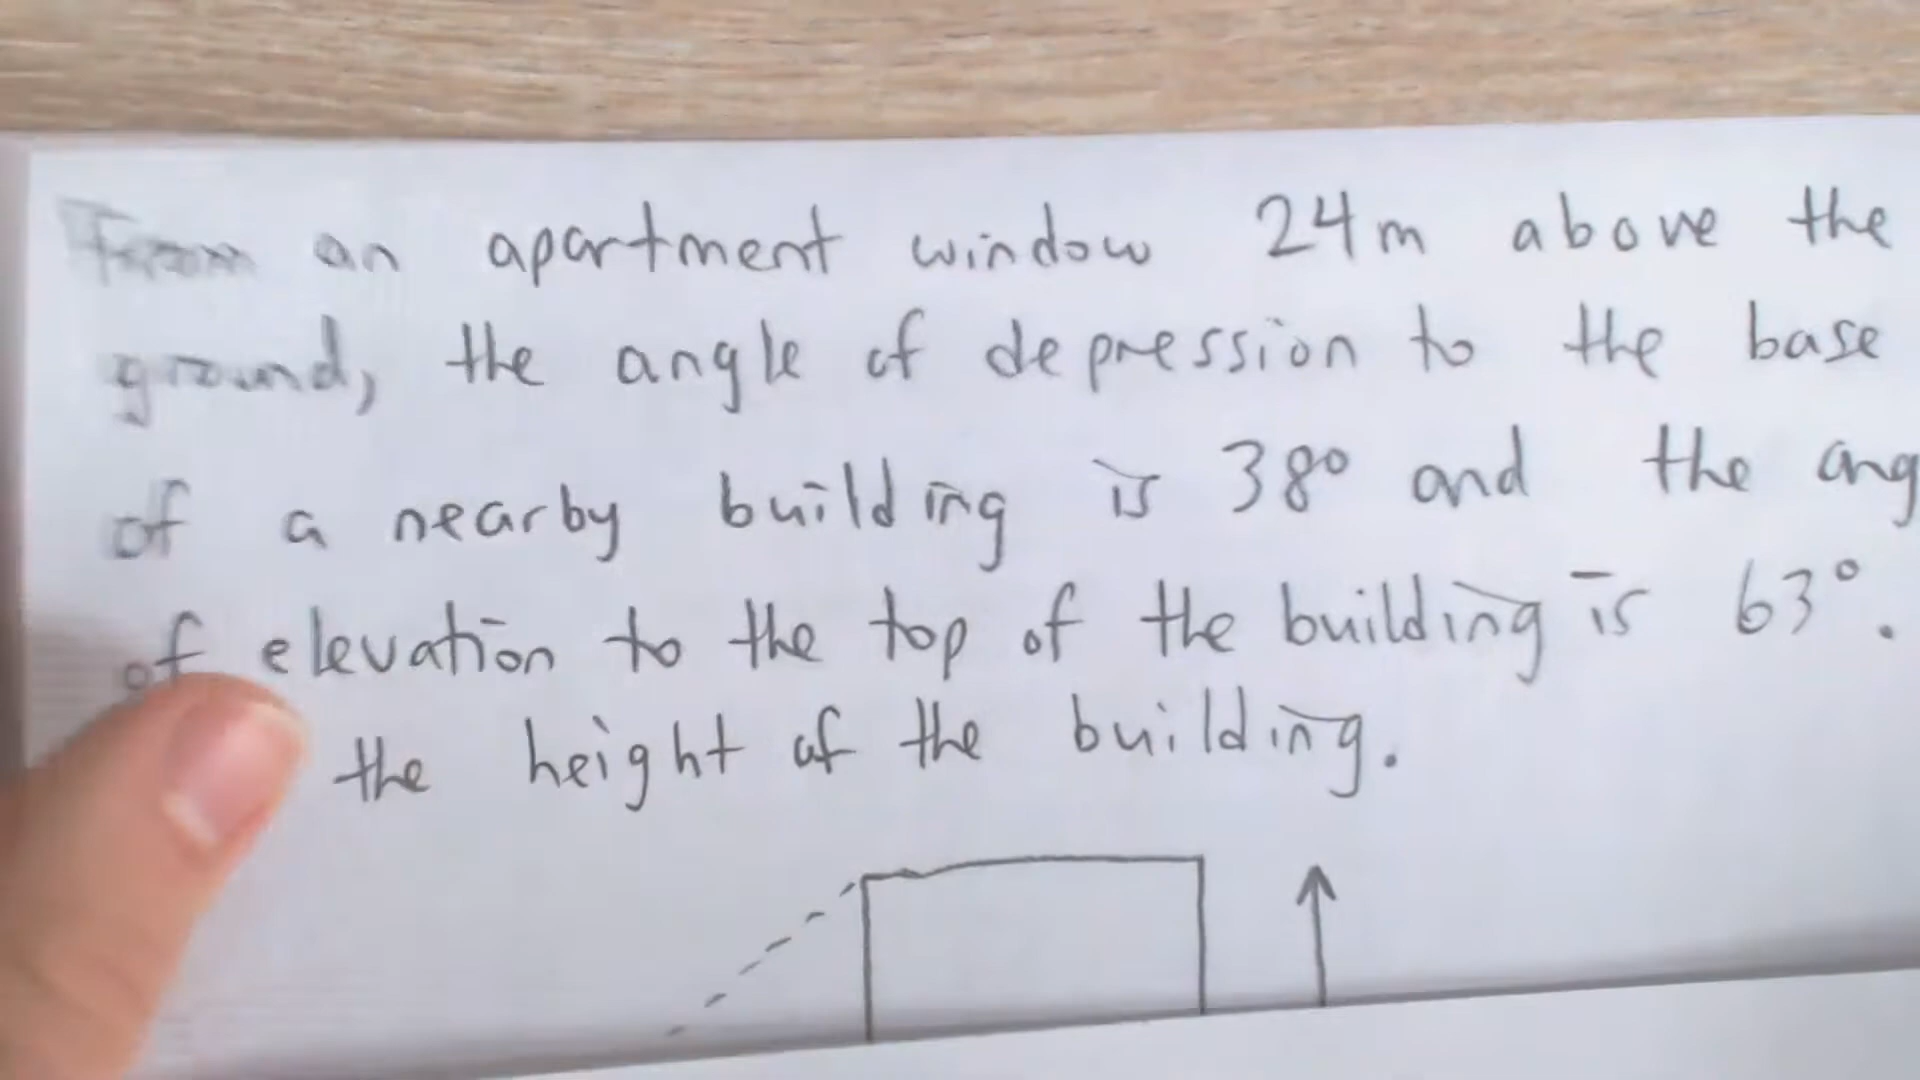 From an apartment window 24m above the
ground, the angle of depression to the base
of a nearby building is 38° and the ang
of elevation to the top of the building is 63°.
the height of the building.